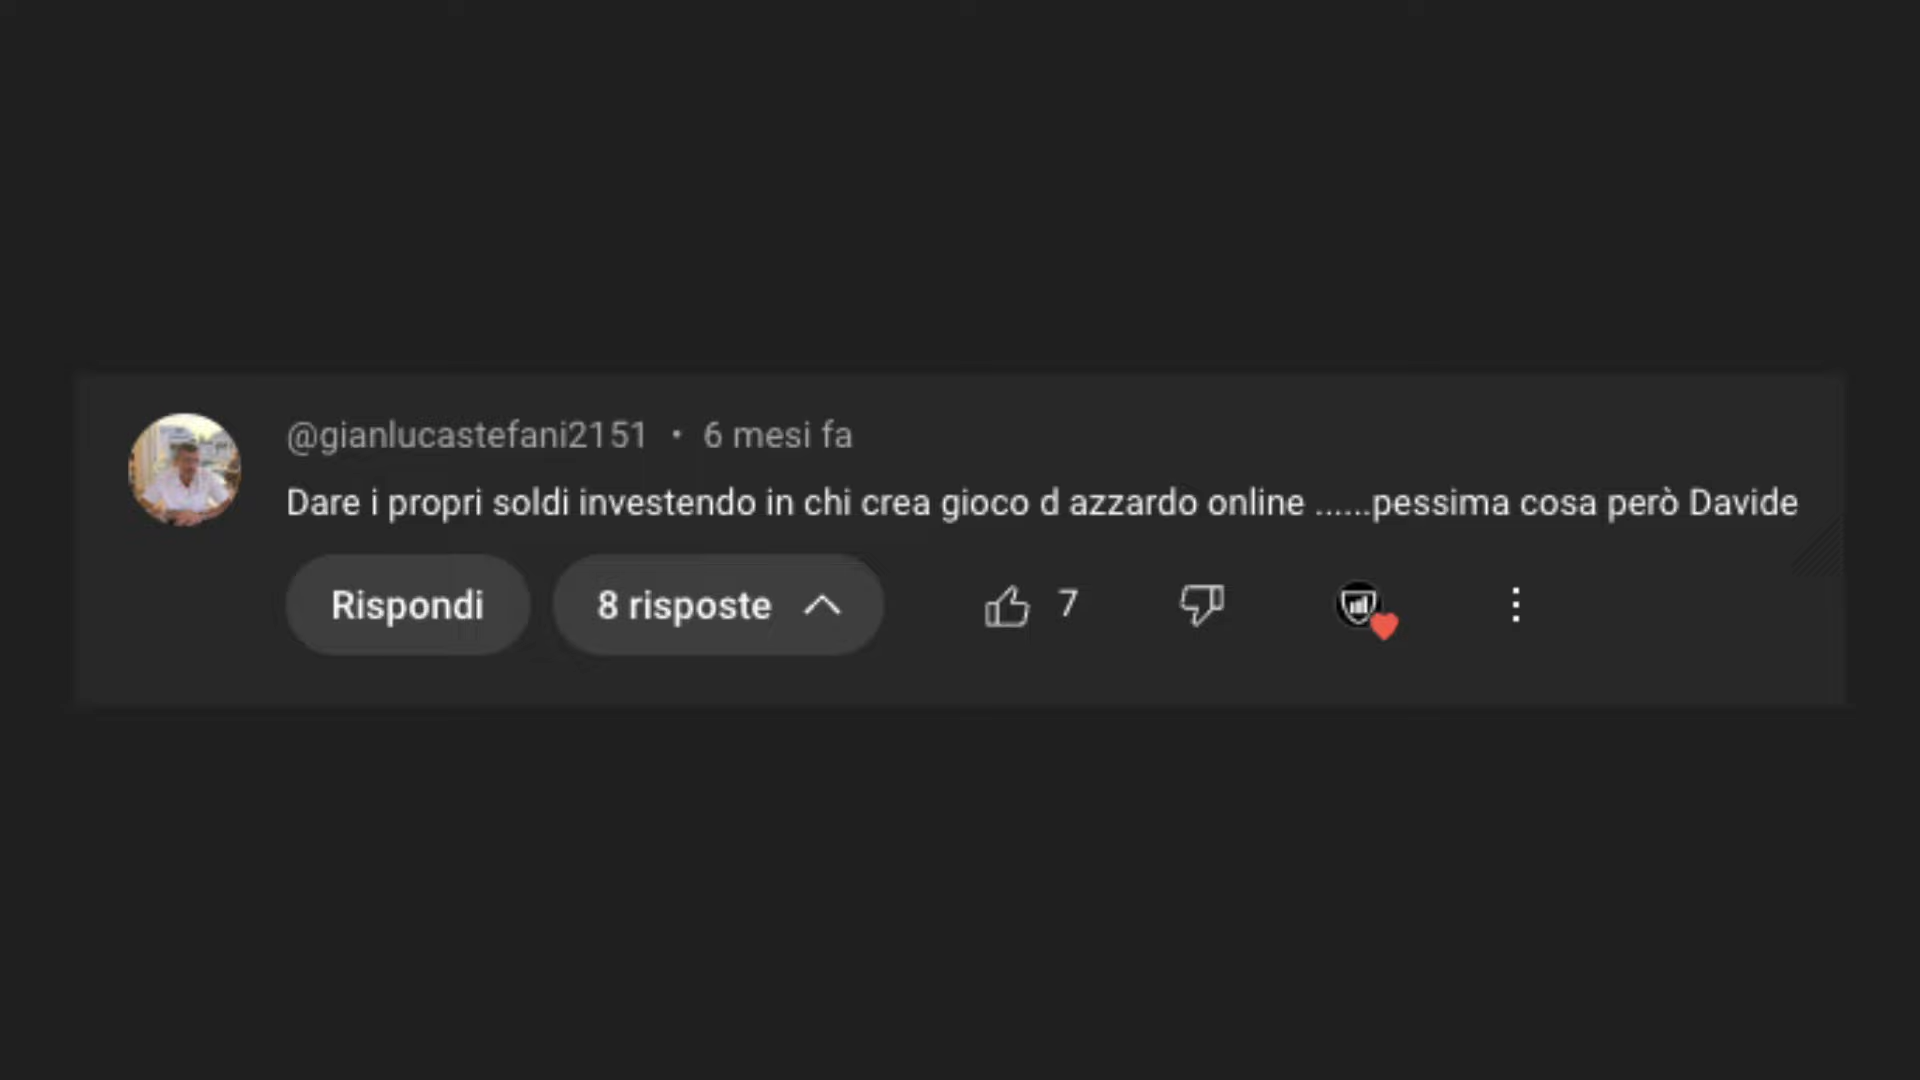 @gianlucastefani2151 • 6 mesi fa
Dare i propri soldi investendo in chi crea gioco d azzardo online ......pessima cosa però Davide
Rispondi 8 risposte 7